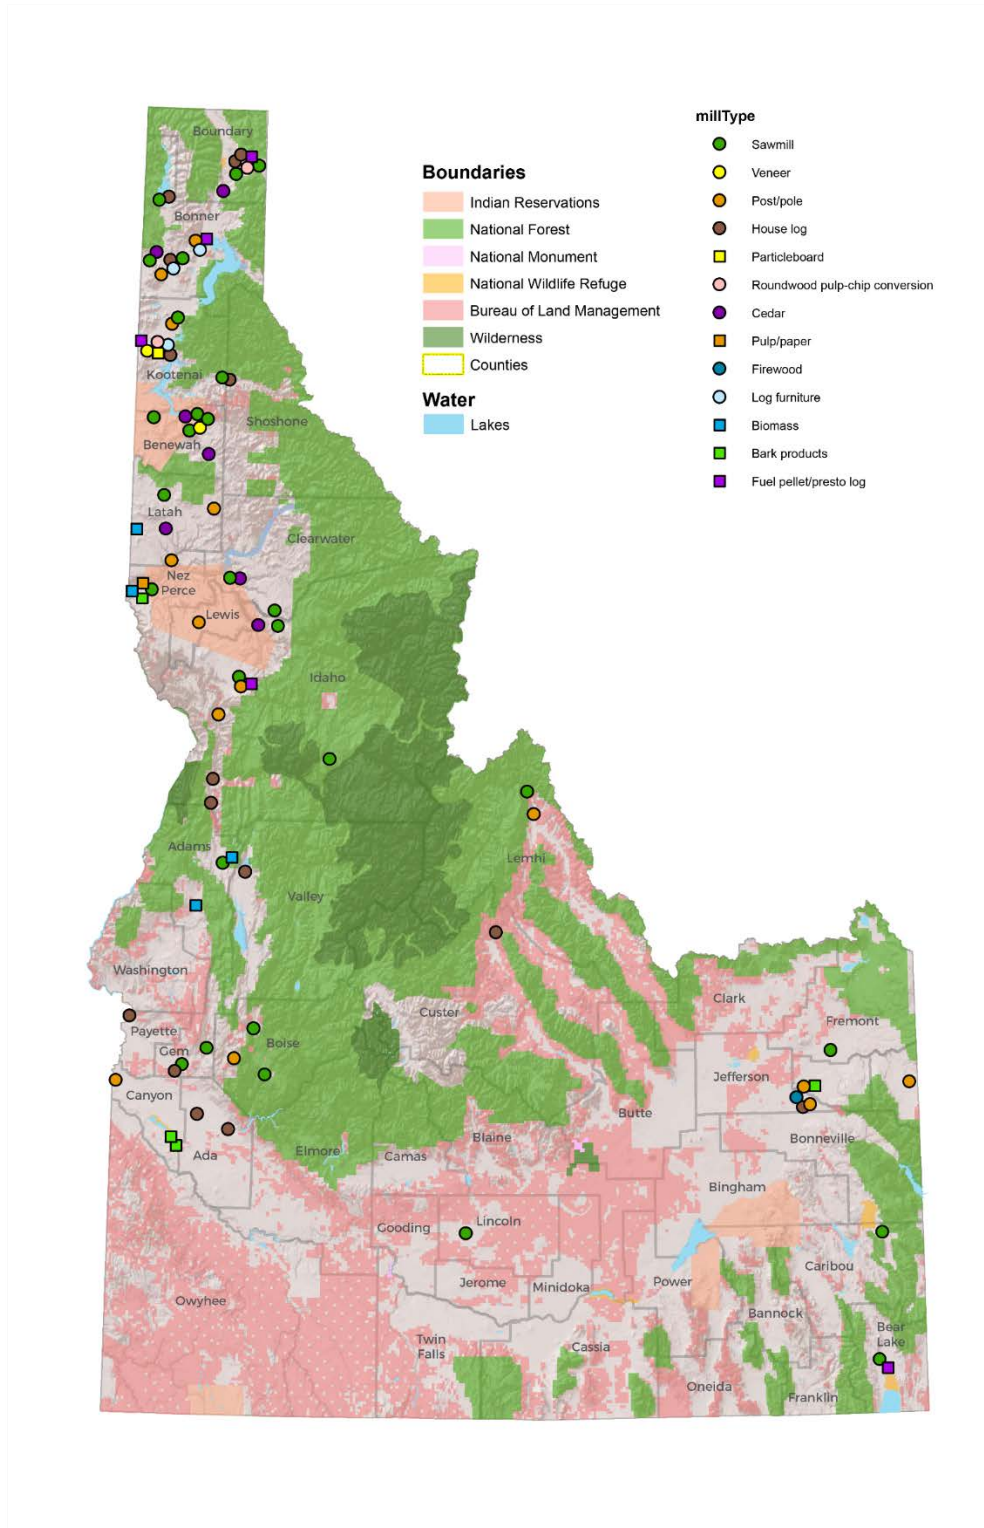 millType
Sawmill
Veneer
Post/pole
House log
Particleboard
Roundwood pulp-chip conversion
Cedar
Pulp/paper
Firewood
Log furniture
Biomass
Bark products
Fuel pellet/presto log
Boundaries
Indian Reservations
National Forest
National Monument
National Wildlife Refuge
Bureau of Land Management
Wilderness
Counties
Water
Lakes
Boundary
Bonner
Kootenai
Shoshone
Benewah
Latah
Clearwater
Nez
Perce
Lewis
Idaho
Adams
Lemhi
Valley
Washington
Custer
Clark
Fremont
Payette
Gem
Boise
Canyon
Jefferson
Butte
Ada
Elmore
Camas
Blaine
Bonneville
Bingham
Gooding
Lincoln
Caribou
Owyhee
Jerome
Minidoka
Power
Bannock
Twin
Falls
Cassia
Bear
Lake
Oneida
Franklin